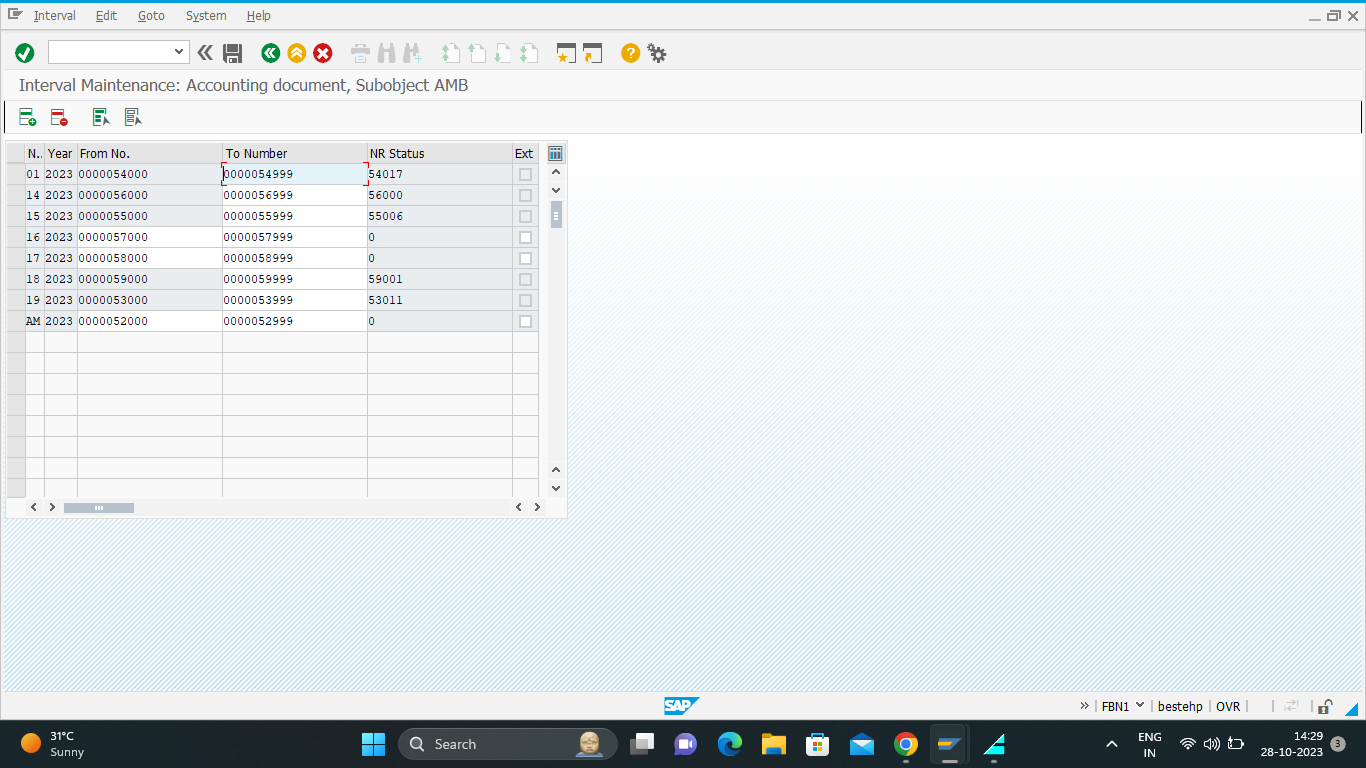 Interval Edit Goto System Help
Interval Maintenance: Accounting document, Subobject AMB
N.. Year From No. To Number NR Status Ext
01 2023 0000054000 0000054999 54017
14 2023 0000056000 0000056999 56000
15 2023 0000055000 0000055999 55006
16 2023 0000057000 0000057999 0
17 2023 0000058000 0000058999 0
18 2023 0000059000 0000059999 59001
19 2023 0000053000 0000053999 53011
AM 2023 0000052000 0000052999 0
SAP FBN1 bestehp OVR
31°C
Sunny
Search
ENG
IN
14:29
28-10-2023
3